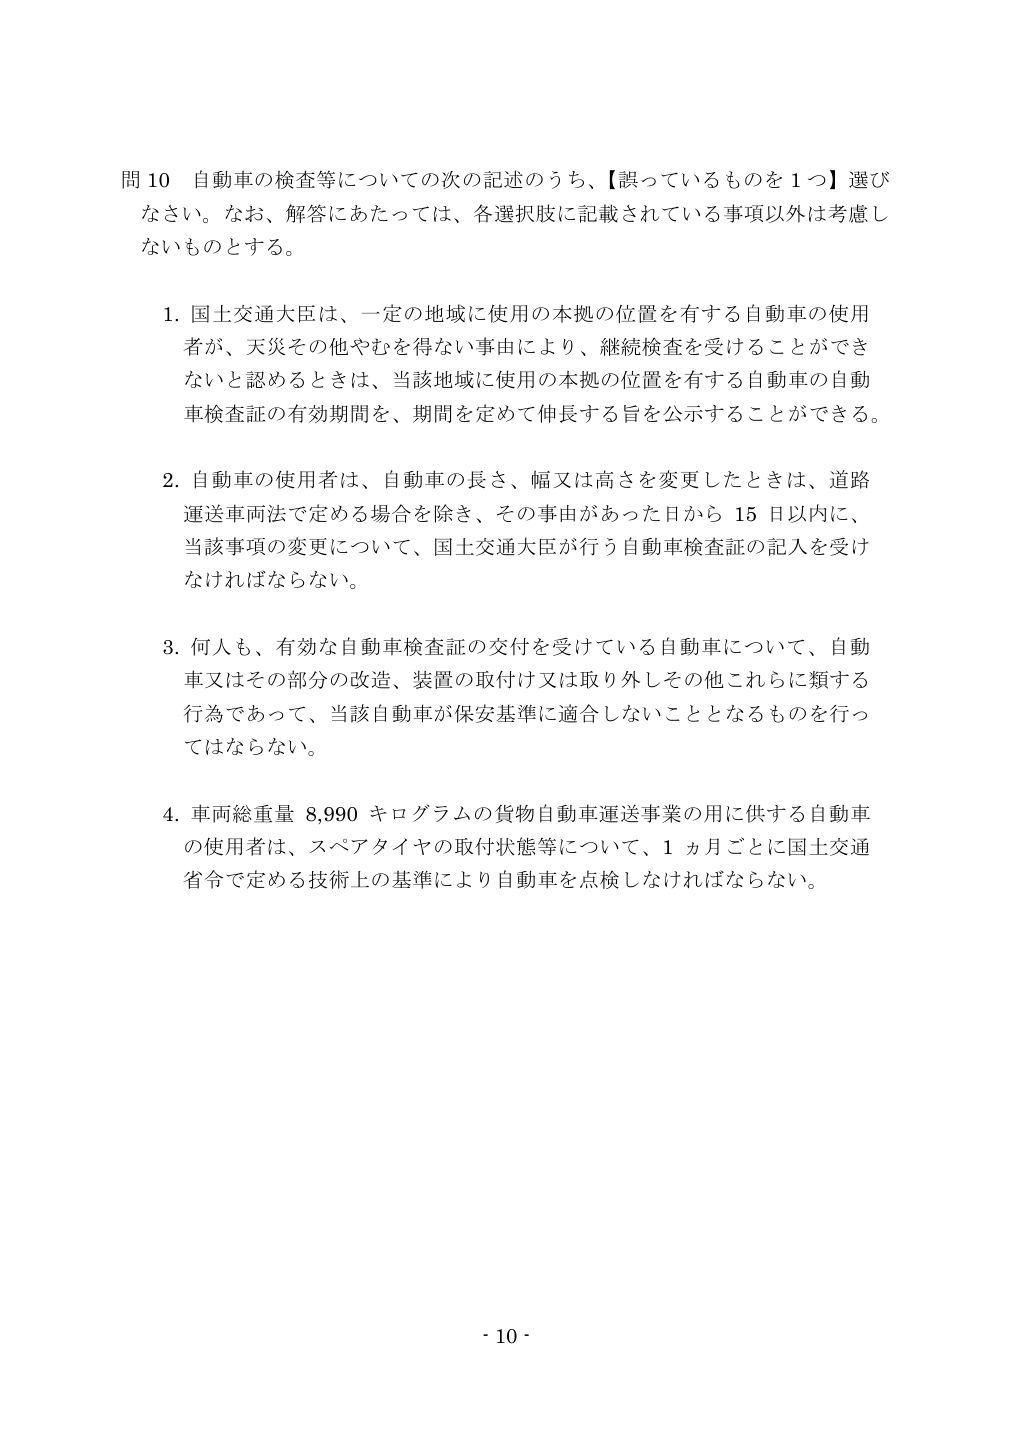 問 10　自動車の検査等についての次の記述のうち、【誤っているものを 1 つ】選び
なさい。なお、解答にあたっては、各選択肢に記載されている事項以外は考慮し
ないものとする。
1. 国土交通大臣は、一定の地域に使用の本拠の位置を有する自動車の使用
者が、天災その他やむを得ない事由により、継続検査を受けることができ
ないと認めるときは、当該地域に使用の本拠の位置を有する自動車の自動
車検査証の有効期間を、期間を定めて伸長する旨を公示することができる。
2. 自動車の使用者は、自動車の長さ、幅又は高さを変更したときは、道路
運送車両法で定める場合を除き、その事由があった日から 15 日以内に、
当該事項の変更について、国土交通大臣が行う自動車検査証の記入を受け
なければならない。
3. 何人も、有効な自動車検査証の交付を受けている自動車について、自動
車又はその部分の改造、装置の取付け又は取り外しその他これらに類する
行為であって、当該自動車が保安基準に適合しないこととなるものを行っ
てはならない。
4. 車両総重量 8,990 キログラムの貨物自動車運送事業の用に供する自動車
の使用者は、スペアタイヤの取付状態等について、1 ヵ月ごとに国土交通
省令で定める技術上の基準により自動車を点検しなければならない。
- 10 -